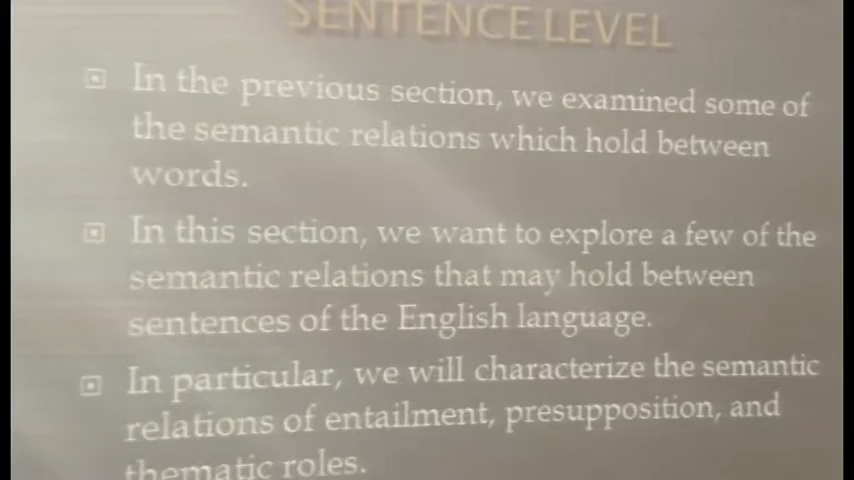 SENTENCE LEVEL
In the previous section, we examined some of
the semantic relations which hold between
words.
In this section, we want to explore a few of the
semantic relations that may hold between
sentences of the English language.
In particular, we will characterize the semantic
relations of entailment, presupposition, and
thematic roles.